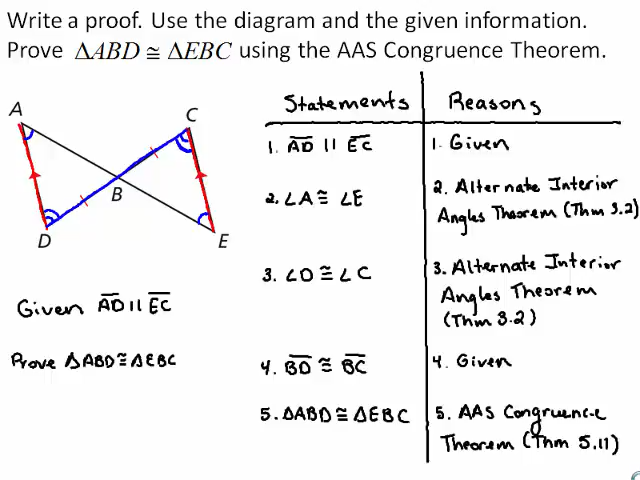 Write a proof. Use the diagram and the given information.
Prove ΔABD ≅ ΔEBC using the AAS Congruence Theorem.
A
C
B
D
E
Given AD || EC
Prove ΔABD ≅ ΔEBC
Statements
Reasons
1. AD || EC
1. Given
2. ∠A ≅ ∠E
2. Alternate Interior
Angles Theorem (Thm 3.2)
3. ∠D ≅ ∠C
3. Alternate Interior
Angles Theorem
(Thm 3.2)
4. BD ≅ BC
4. Given
5. ΔABD ≅ ΔEBC
5. AAS Congruence
Theorem (Thm 5.11)